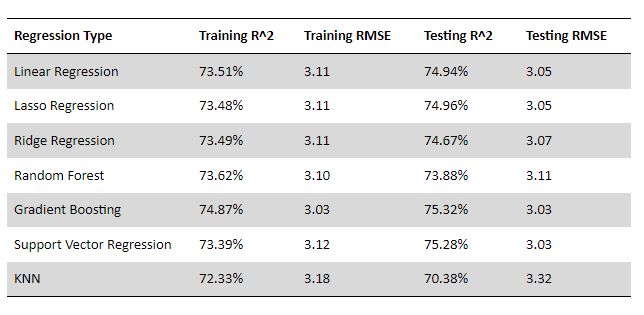 Regression Type Training R^2 Training RMSE Testing R^2 Testing RMSE
Linear Regression 73.51% 3.11 74.94% 3.05
Lasso Regression 73.48% 3.11 74.96% 3.05
Ridge Regression 73.49% 3.11 74.67% 3.07
Random Forest 73.62% 3.10 73.88% 3.11
Gradient Boosting 74.87% 3.03 75.32% 3.03
Support Vector Regression 73.39% 3.12 75.28% 3.03
KNN 72.33% 3.18 70.38% 3.32